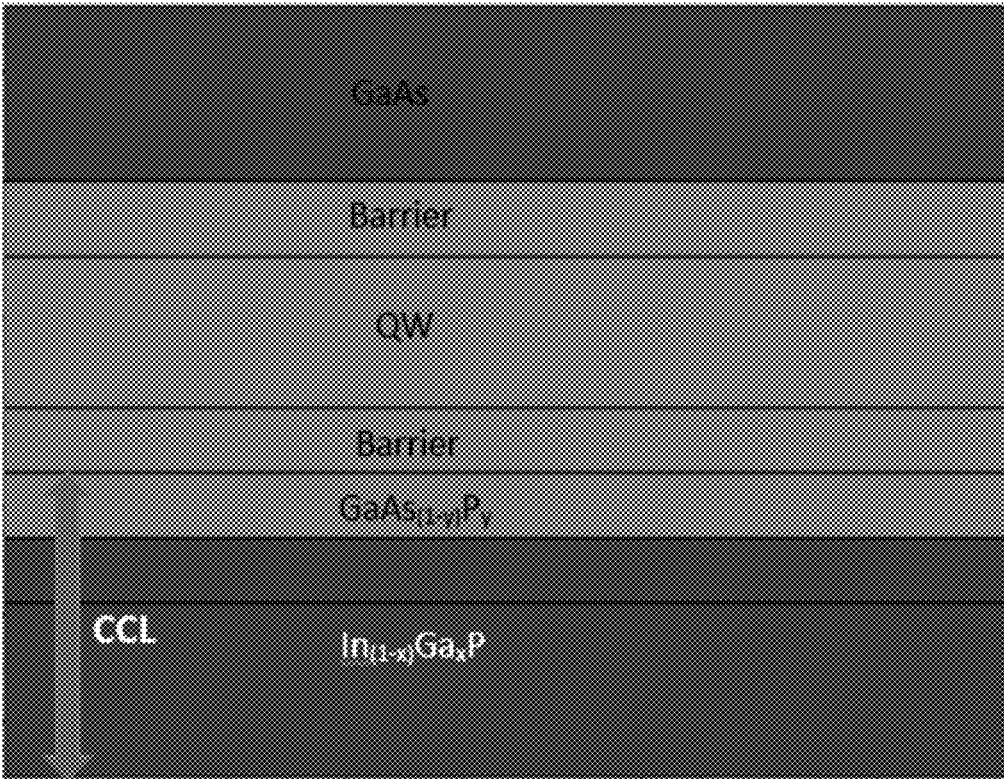 GaAs
Barrier
QW
Barrier
GaAs(1-y)Py
CCL
In(1-x)GaxP